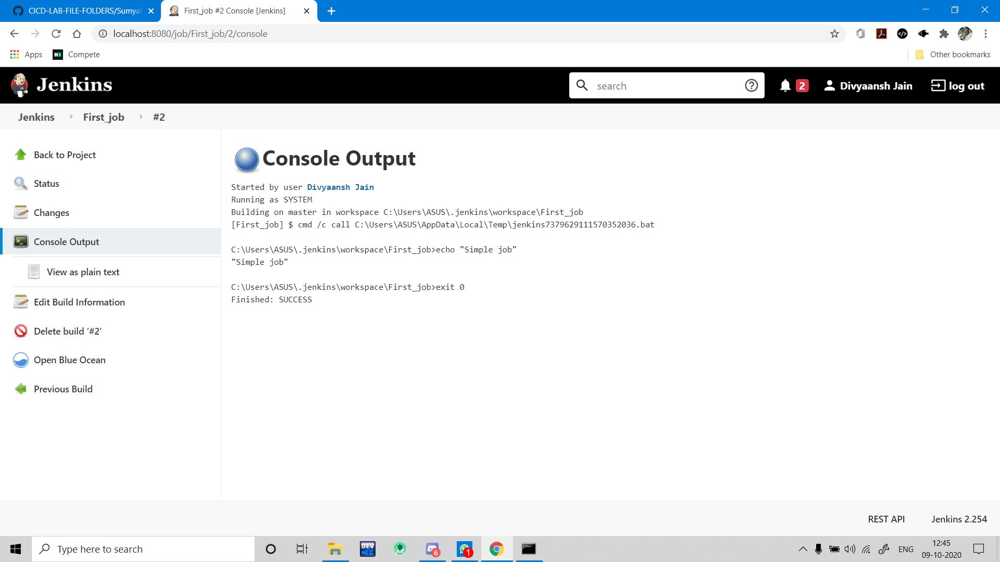 CICD-LAB-FILE-FOLDERS/Sumya
First_job #2 Console [Jenkins]
localhost:8080/job/First_job/2/console
Apps
Compete
Other bookmarks
Jenkins
search
2
Divyaansh Jain
log out
Jenkins
First_job
#2
Back to Project
Status
Changes
Console Output
View as plain text
Edit Build Information
Delete build ‘#2’
Open Blue Ocean
Previous Build
Console Output
Started by user Divyaansh Jain
Running as SYSTEM
Building on master in workspace C:\Users\ASUS\.jenkins\workspace\First_job
[First_job] $ cmd /c call C:\Users\ASUS\AppData\Local\Temp\jenkins7379629111570352036.bat
C:\Users\ASUS\.jenkins\workspace\First_job>echo "Simple job"
"Simple job"
C:\Users\ASUS\.jenkins\workspace\First_job>exit 0
Finished: SUCCESS
REST API
Jenkins 2.254
Type here to search
DEV
C++
6
1
ENG
12:45
09-10-2020